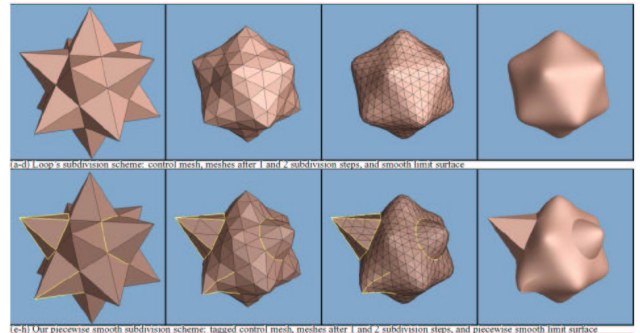 (a-d) Loop's subdivision scheme: control mesh, meshes after 1 and 2 subdivision steps, and smooth limit surface
(e-h) Our piecewise smooth subdivision scheme: tagged control mesh, meshes after 1 and 2 subdivision steps, and piecewise smooth limit surface